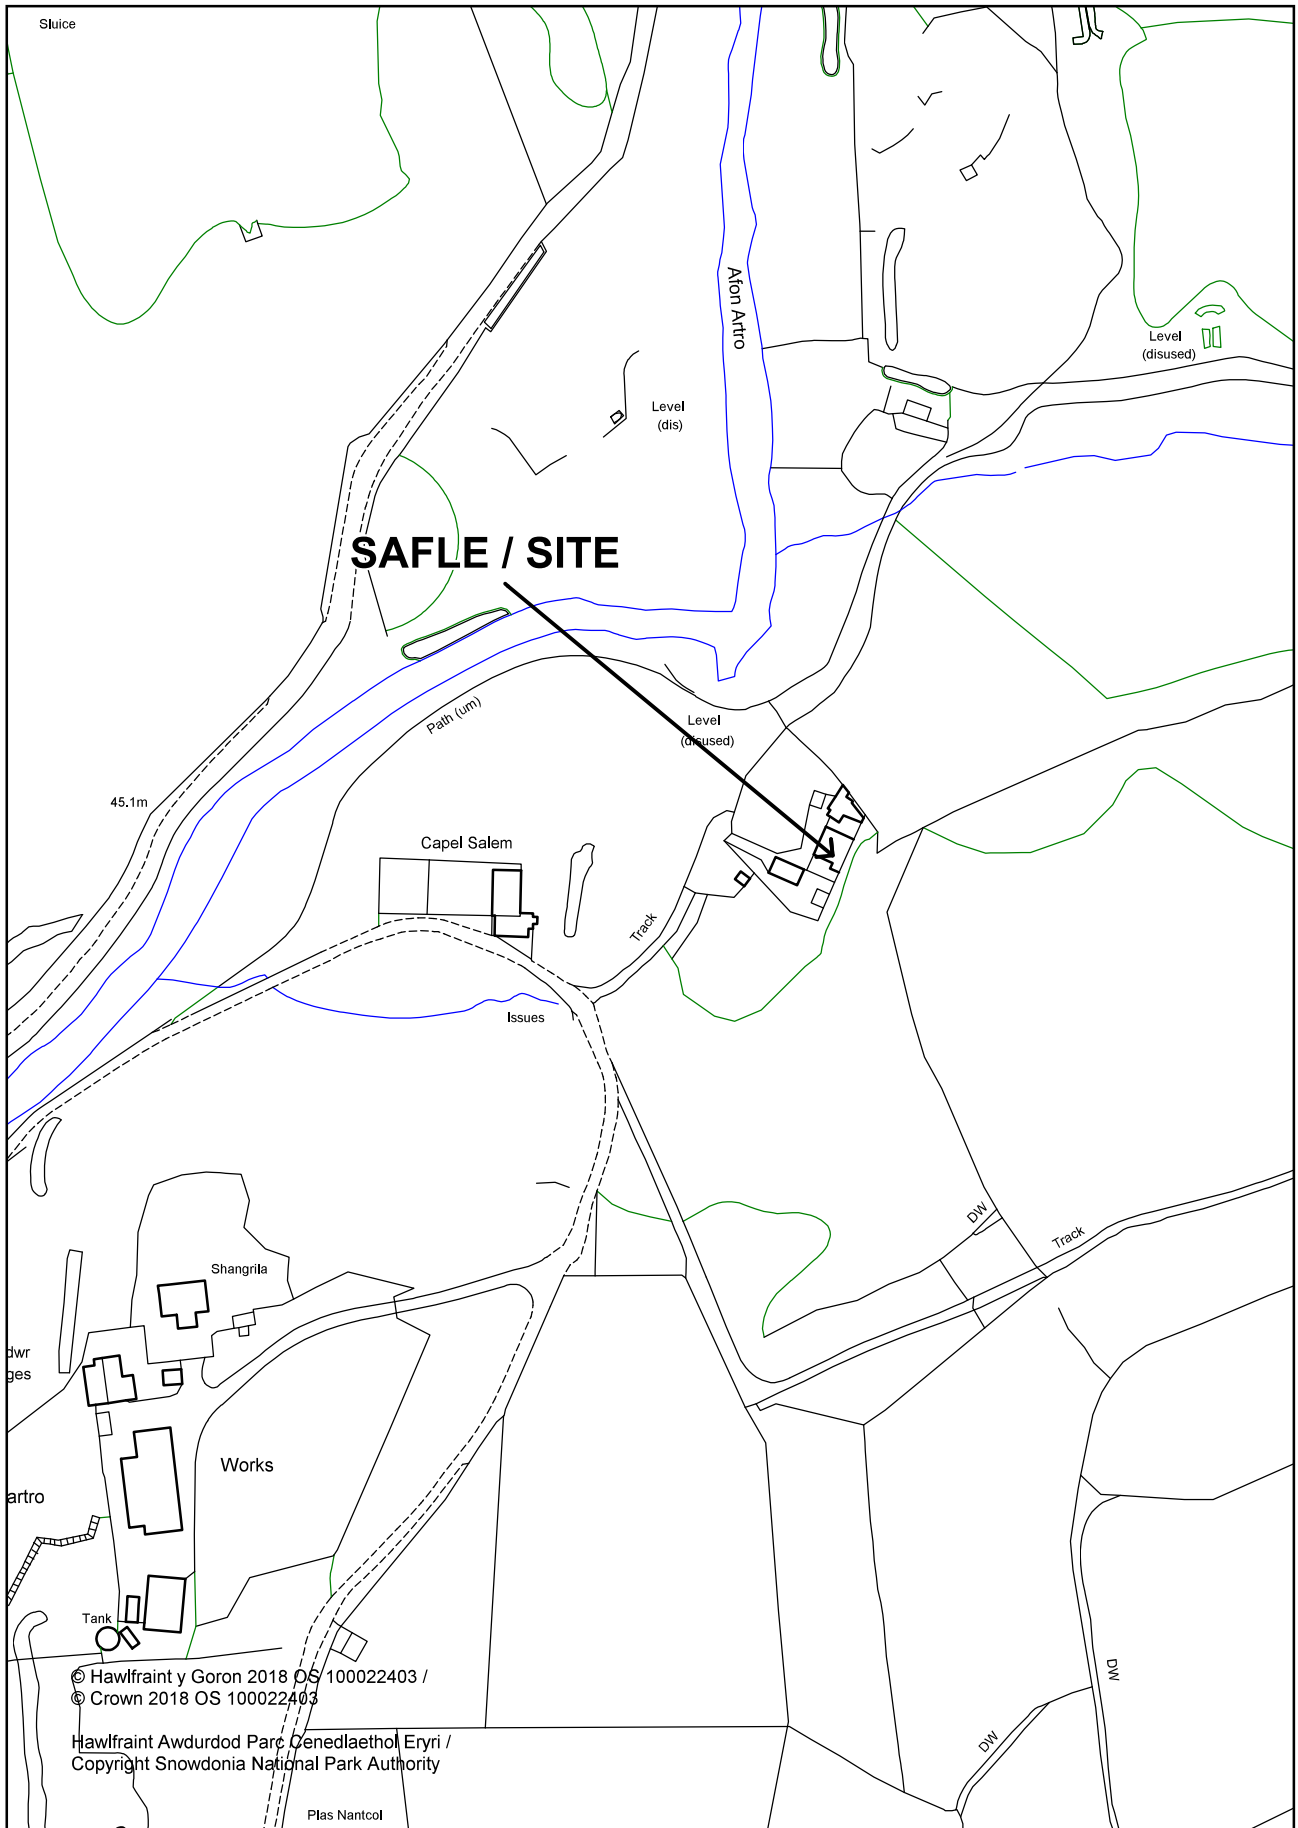 Sluice
Afon Artro
Level
(disused)
Level
(dis)
SAFLE / SITE
Path (um)
Level
(disused)
45.1m
Capel Salem
Track
Issues
DW
Track
Shangrila
dwr
ges
Works
artro
Tank
DW
© Hawlfraint y Goron 2018 OS 100022403 /
© Crown 2018 OS 100022403
DW
Hawlfraint Awdurdod Parc Cenedlaethol Eryri /
Copyright Snowdonia National Park Authority
Plas Nantcol